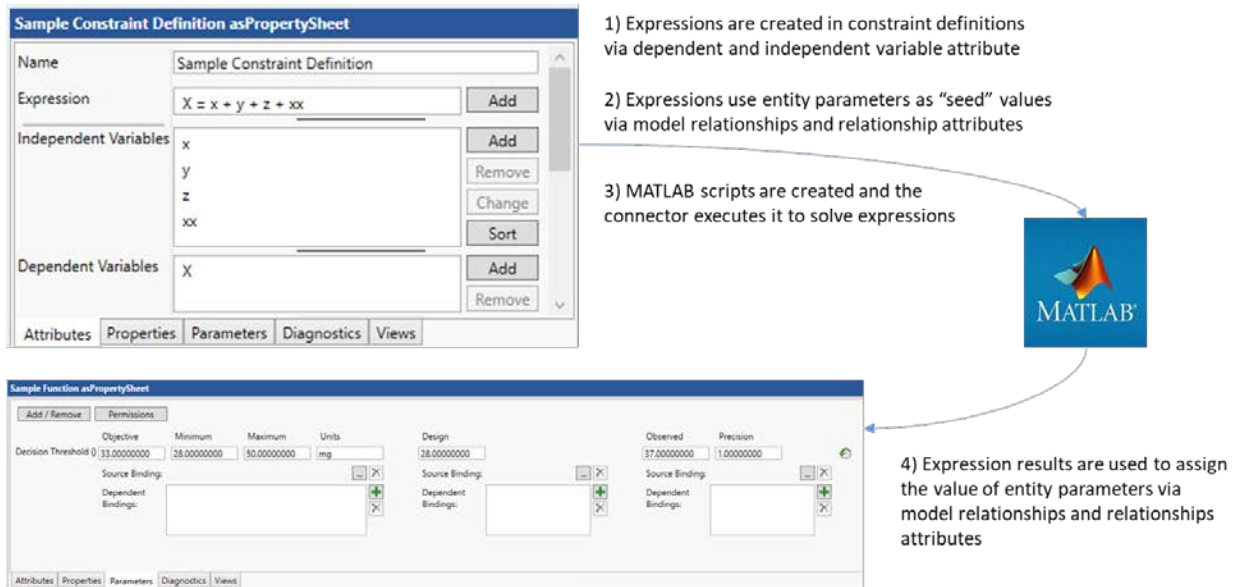 Sample Constraint Definition asPropertySheet
Name
Sample Constraint Definition
Expression
X = x + y + z + xx
Add
Independent Variables
x
y
z
xx
Add
Remove
Change
Sort
Dependent Variables
X
Add
Remove
Attributes Properties Parameters Diagnostics Views
1) Expressions are created in constraint definitions
via dependent and independent variable attribute
2) Expressions use entity parameters as “seed” values
via model relationships and relationship attributes
3) MATLAB scripts are created and the
connector executes it to solve expressions
MATLAB®
Sample Function asPropertySheet
Add / Remove Permissions
Objective Minimum Maximum Units Design Observed Precision
Decision Threshold () 33.00000000 28.00000000 50.00000000 mg 28.00000000 37.00000000 1.00000000
Source Binding: ... Source Binding: ... Source Binding: ...
Dependent Dependent Dependent
Bindings: Bindings: Bindings:
Attributes Properties Parameters Diagnostics Views
4) Expression results are used to assign
the value of entity parameters via
model relationships and relationships
attributes